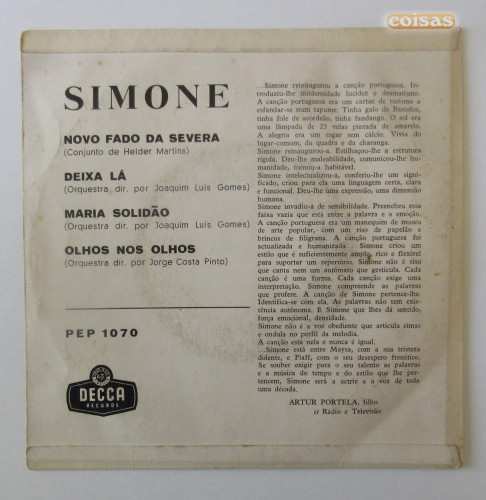 coisas
SIMONE
NOVO FADO DA SEVERA
(Conjunto de Helder Martins)
DEIXA LÁ
(Orquestra dir. por Joaquim Luís Gomes)
MARIA SOLIDÃO
(Orquestra dir. por Joaquim Luís Gomes)
OLHOS NOS OLHOS
(Orquestra dir. por Jorge Costa Pinto)
PEP 1070
DECCA
RECORDS
...Simone reinaugurou a canção portuguesa. Intro-
duziu-lhe modernidade lucidez e dramatismo.
A canção portuguesa era um cartaz de turismo a
esfarelar-se num tapume. Tinha galo de Barcelos,
tinha fole de acordeão, tinha fandango. O sol era
uma lâmpada de 25 velas pintada de amarelo.
A alegria era um esgar sem cálcio. Vivia do
lugar-comum, da quadra e da charanga.
Simone reinaugurou-a. Estilhaçou-lhe a estrutura
rígida. Deu-lhe maleabilidade, comunicou-lhe hu-
manidade, tornou-a habitável.
Simone intelectualizou-a, conferiu-lhe um signi-
ficado, criou para ela uma linguagem certa, clara
e funcional. Deu-lhe uma expressão, uma dimensão
humana.
Simone invadiu-a de sensibilidade. Preencheu essa
faixa vazia que está entre a palavra e a emoção.
A canção portuguesa era um manequim de museu
de arte popular, com um riso de papelão e
brincos de filigrana. A canção portuguesa foi
actualizada e humanizada... Simone criou um
estilo que é suficientemente amplo, rico e flexível
para suportar um repertório. Simone não é riso
que canta nem um autómato que gesticula. Cada
canção é uma forma. Cada canção exige uma
interpretação. Simone compreende as palavras
que profere. A canção de Simone pertence-lhe.
Identifica-se com ela. As palavras não tem exis-
tência autónoma. É Simone que lhes dá sentido,
força emocional, densidade.
Simone não é a voz obediente que articula rimas
e ondula no perfil da melodia.
A canção está nela e nunca é igual.
...Simone está entre Maysa, com a sua tristeza
dolente, e Piaff, com o seu desespero frenético.
Se souber exigir para o seu talento as palavras
e a música do tempo e do estilo que lhe per-
tencem, Simone será a actriz e a voz de toda
uma década.
ARTUR PORTELA, filho
in Rádio e Televisão